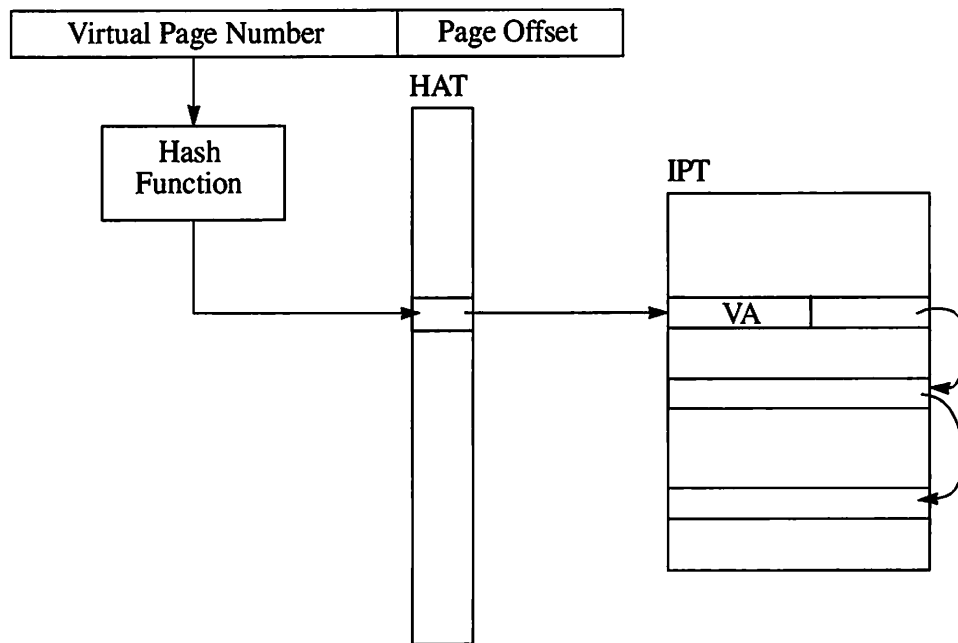 Virtual Page Number
Page Offset
HAT
Hash
Function
IPT
VA